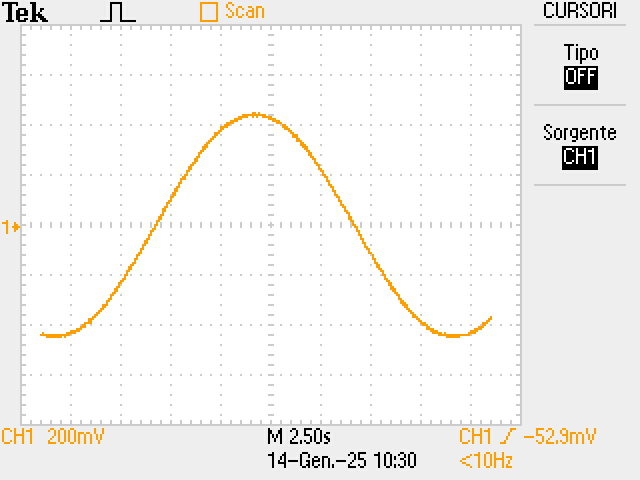 Tek Scan CURSORI
Tipo
OFF
Sorgente
CH1
1
CH1 200mV M 2.50s CH1 -52.9mV
14-Gen.-25 10:30 <10Hz